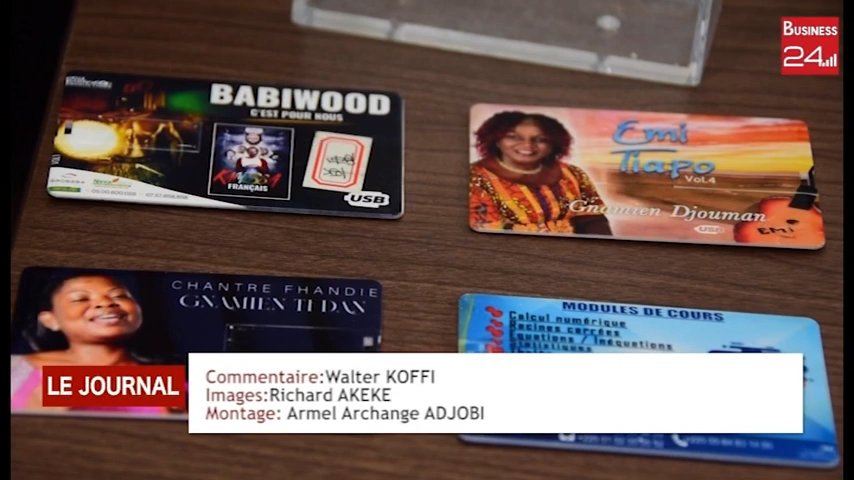 BUSINESS
24
BABIWOOD
C'EST POUR NOUS
FRANÇAIS
USB
Emi
Tiapo
Vol.4
Gnamien Djouman
USB
EMI
CHANTRE FHANDIE
GNAMIEN TI DAN
MODULES DE COURS
Calcul numérique
Racines carrées
Equations / Inéquations
Statistiques
LE JOURNAL
Commentaire:Walter KOFFI
Images:Richard AKEKE
Montage: Armel Archange ADJOBI